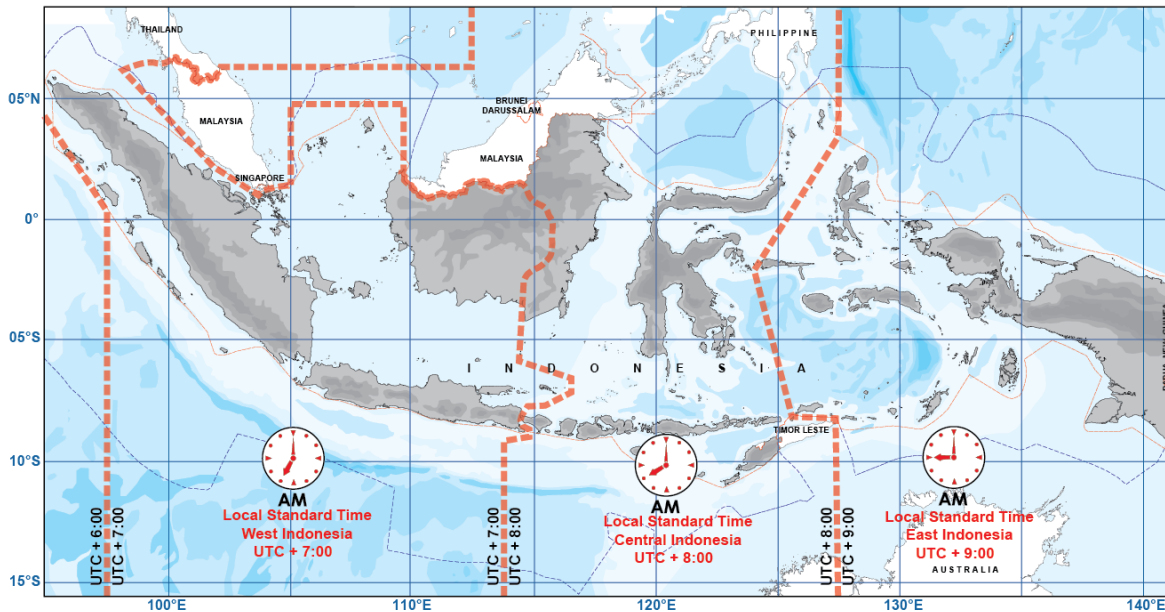 THAILAND
PHILIPPINE
05°N
BRUNEI
DARUSSALAM
MALAYSIA
MALAYSIA
SINGAPORE
0°
05°S
INDONESIA
TIMOR LESTE
10°S
AM
Local Standard Time
West Indonesia
UTC + 7:00
AM
Local Standard Time
Central Indonesia
UTC + 8:00
AM
Local Standard Time
East Indonesia
UTC + 9:00
AUSTRALIA
UTC + 6:00
UTC + 7:00
UTC + 7:00
UTC + 8:00
UTC + 8:00
UTC + 9:00
15°S
100°E
110°E
115°E
120°E
130°E
140°E